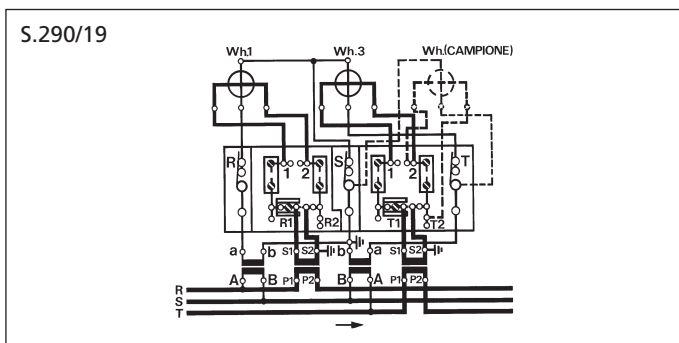 S.290/19
Wh.1 Wh.3 Wh.(CAMPIONE)
R 1 2 S 1 2 T
R1 R2 T1 T2
a b S1 S2 b a S1 S2
A B P1 P2 B A P1 P2
R
S
T